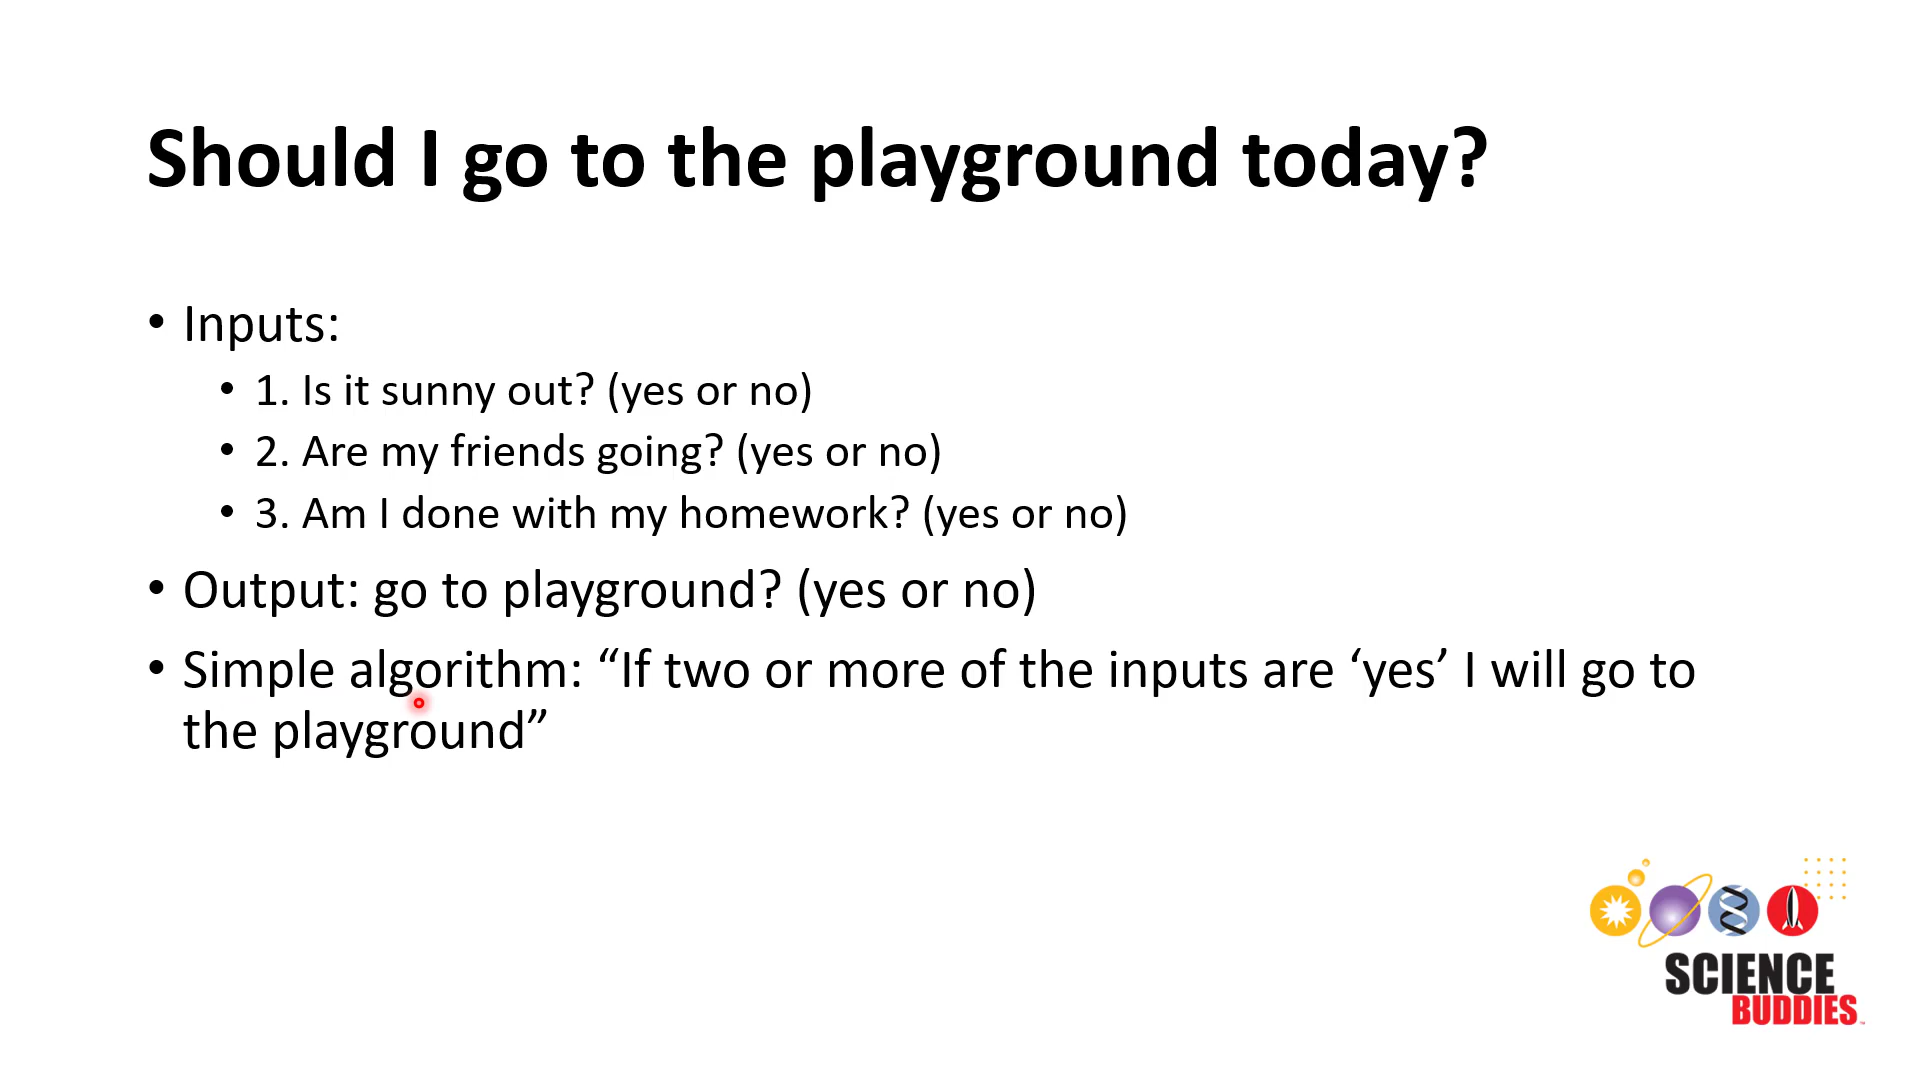 Should I go to the playground today?
• Inputs:
• 1. Is it sunny out? (yes or no)
• 2. Are my friends going? (yes or no)
• 3. Am I done with my homework? (yes or no)
• Output: go to playground? (yes or no)
• Simple algorithm: “If two or more of the inputs are ‘yes’ I will go to
the playground”
SCIENCE
BUDDIES